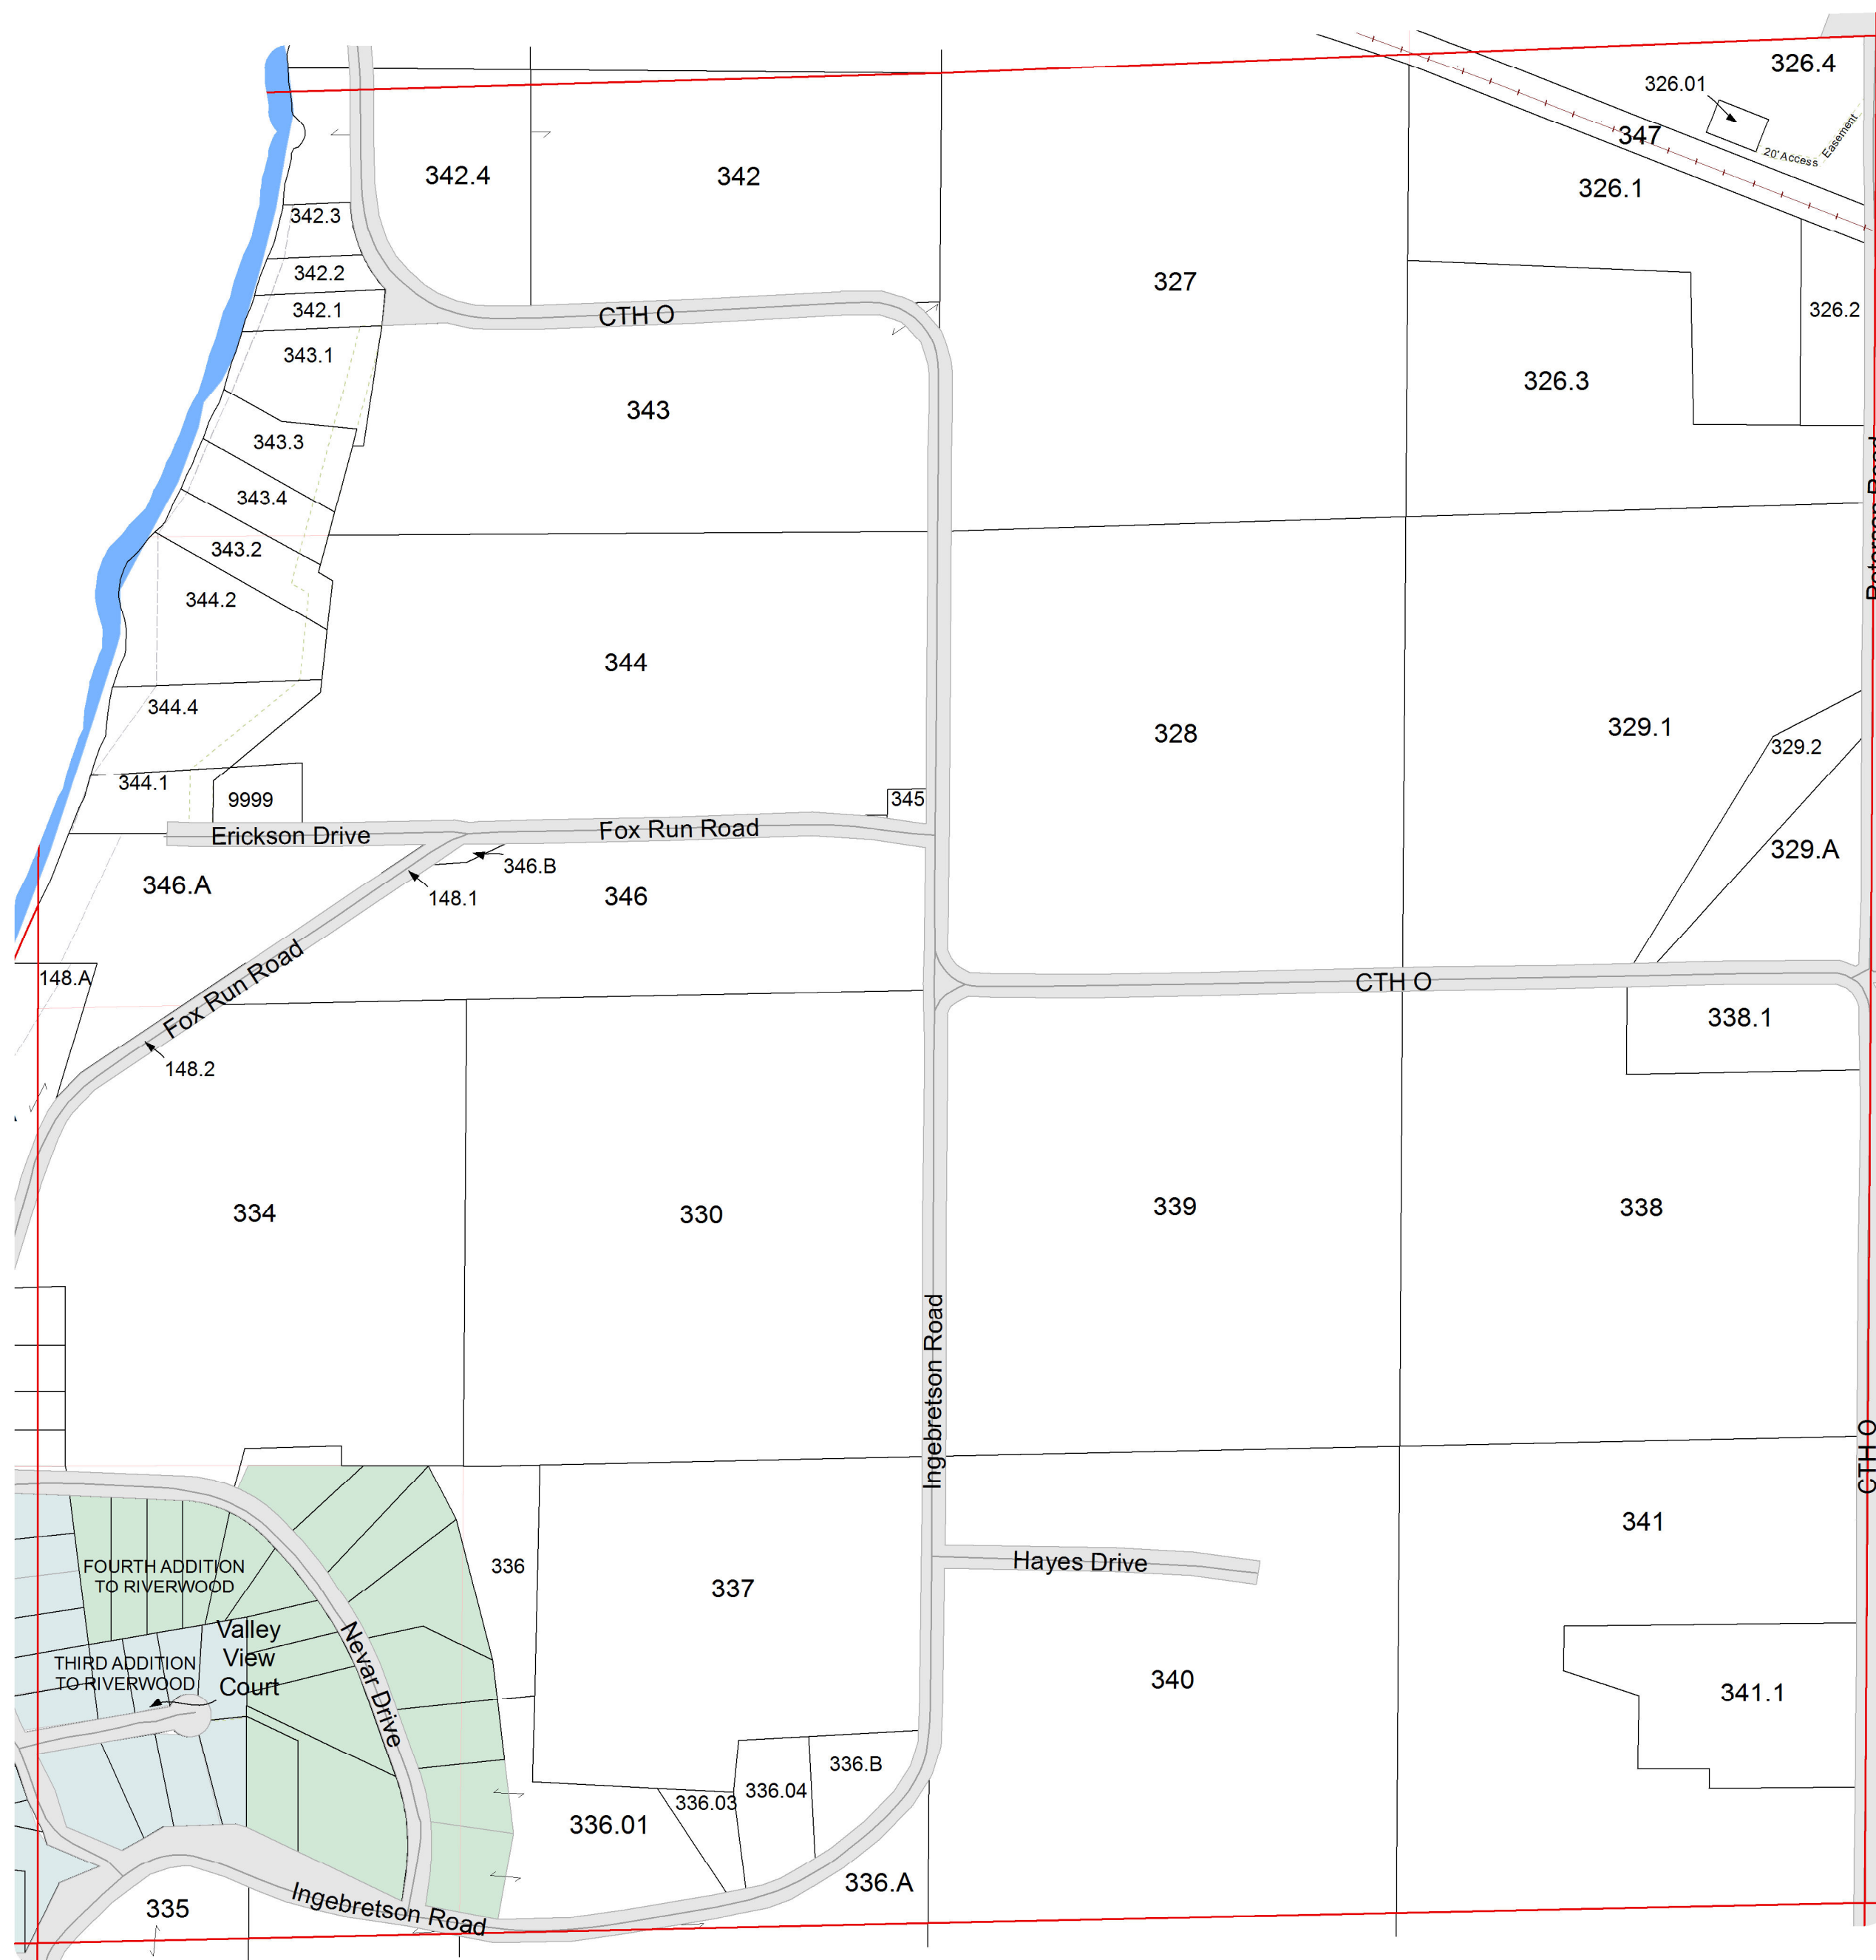 326.4
326.01
347
20' Access
Easement
342.4
342
326.1
342.3
342.2
327
342.1
CTH O
326.2
343.1
326.3
343
343.3
Peterson Road
343.4
343.2
344.2
344
344.4
328
329.1
329.2
344.1
9999
345
Erickson Drive
Fox Run Road
329.A
346.B
346.A
148.1
346
148.A
Fox Run Road
CTH O
338.1
148.2
334
330
339
338
Ingebretson Road
CTH O
341
FOURTH ADDITION
TO RIVERWOOD
336
Hayes Drive
337
Valley
View
Court
THIRD ADDITION
TO RIVERWOOD
Nevar Drive
340
341.1
336.B
336.04
336.03
336.01
336.A
335
Ingebretson Road